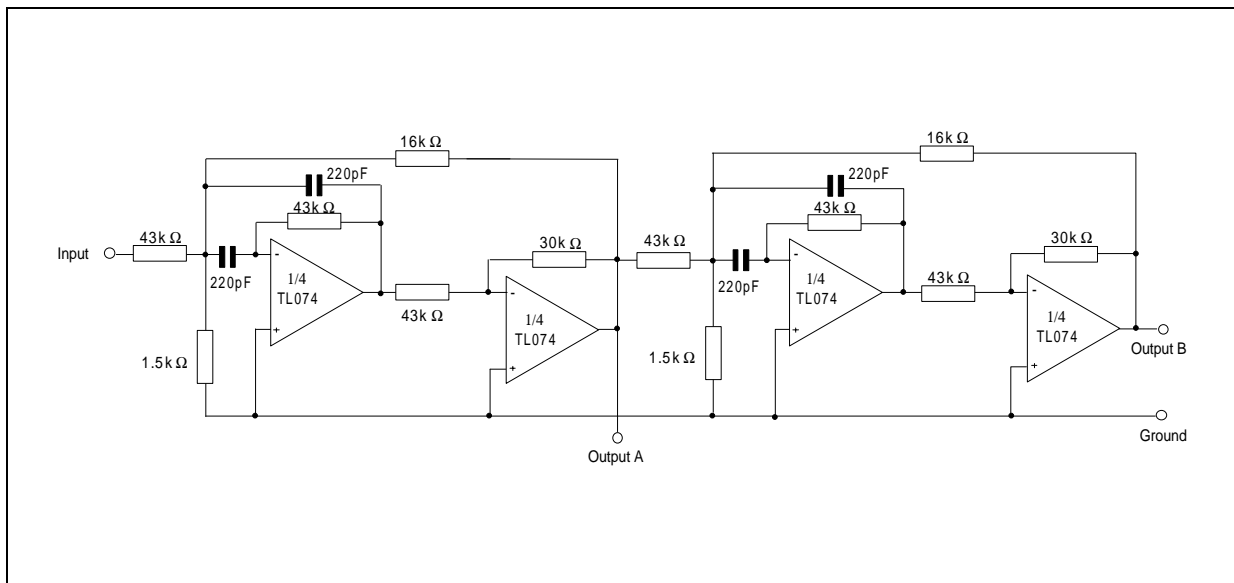 16k Ω
16k Ω
220pF
220pF
43k Ω
43k Ω
43k Ω
30k Ω
43k Ω
30k Ω
Input
-
-
-
-
220pF
1/4
TL074
43k Ω
1/4
TL074
220pF
1/4
TL074
43k Ω
1/4
TL074
+
+
+
+
1.5k Ω
1.5k Ω
Output B
Output A
Ground